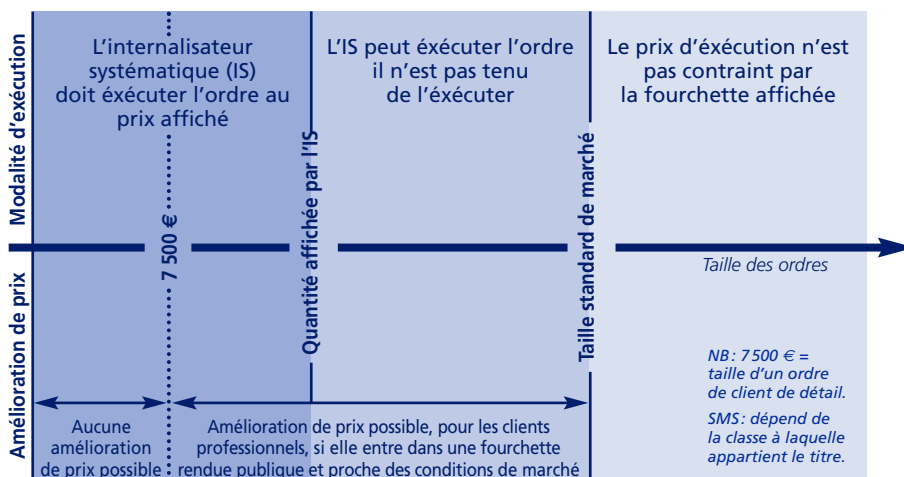 Modalité d'exécution
L'internalisateur
systématique (IS)
doit éxécuter l'ordre au
prix affiché
L'IS peut éxécuter l'ordre
il n'est pas tenu
de l'éxécuter
Le prix d'éxécution n'est
pas contraint par
la fourchette affichée
7 500 €
Quantité affichée par l'IS
Taille standard de marché
Taille des ordres
Amélioration de prix
Aucune
amélioration
de prix possible
Amélioration de prix possible, pour les clients
professionnels, si elle entre dans une fourchette
rendue publique et proche des conditions de marché
NB : 7 500 € =
taille d'un ordre
de client de détail.
SMS : dépend de
la classe à laquelle
appartient le titre.